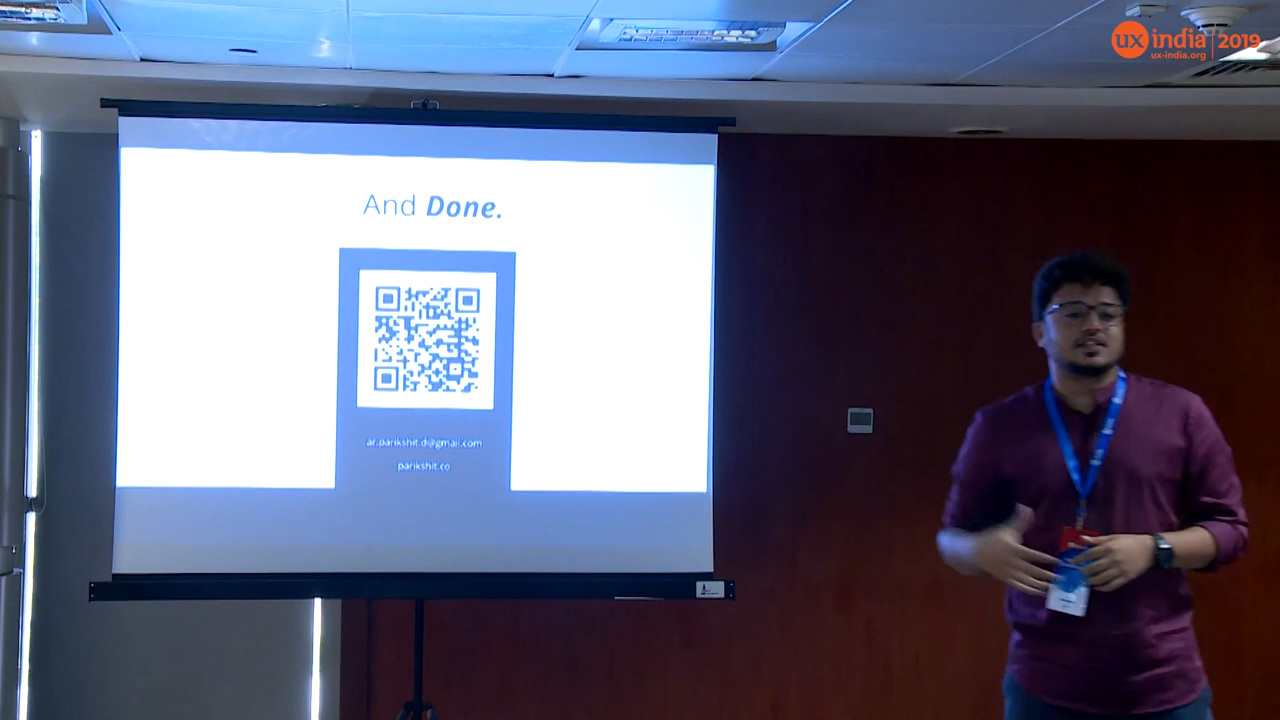 ux india | 2019
ux-india.org
And Done.
ar.parikshit.d@gmail.com
parikshit.co